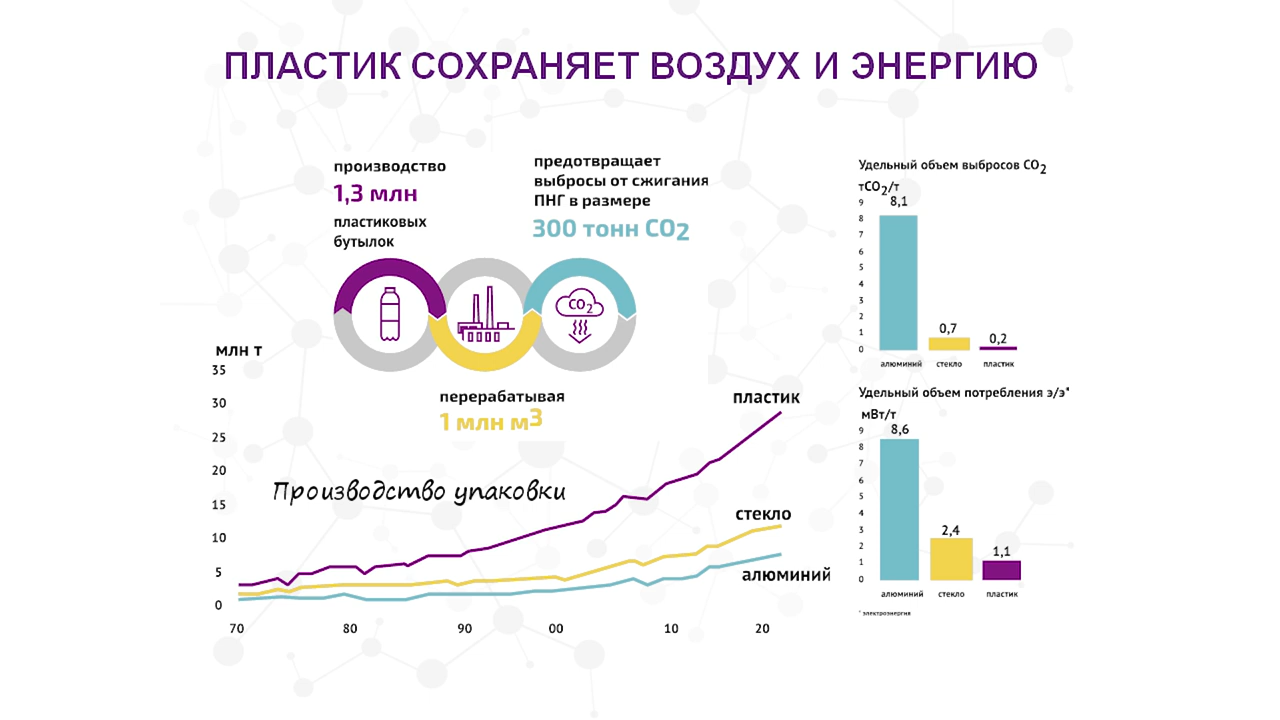 ПЛАСТИК СОХРАНЯЕТ ВОЗДУХ И ЭНЕРГИЮ
производство
1,3 млн
пластиковых
бутылок
предотвращает
выбросы от сжигания
ПНГ в размере
300 тонн CO2
CO2
перерабатывая
1 млн м3
млн т
35
30
25
20
15
10
5
0
70 80 90 00 10 20
Производство упаковки
пластик
стекло
алюминий
Удельный объем выбросов CO2
тCO2/т
9
8
7
6
5
4
3
2
1
0
8,1
0,7
0,2
алюминий стекло пластик
Удельный объем потребления э/э*
мВт/т
9
8
7
6
5
4
3
2
1
0
8,6
2,4
1,1
алюминий стекло пластик
* электроэнергия